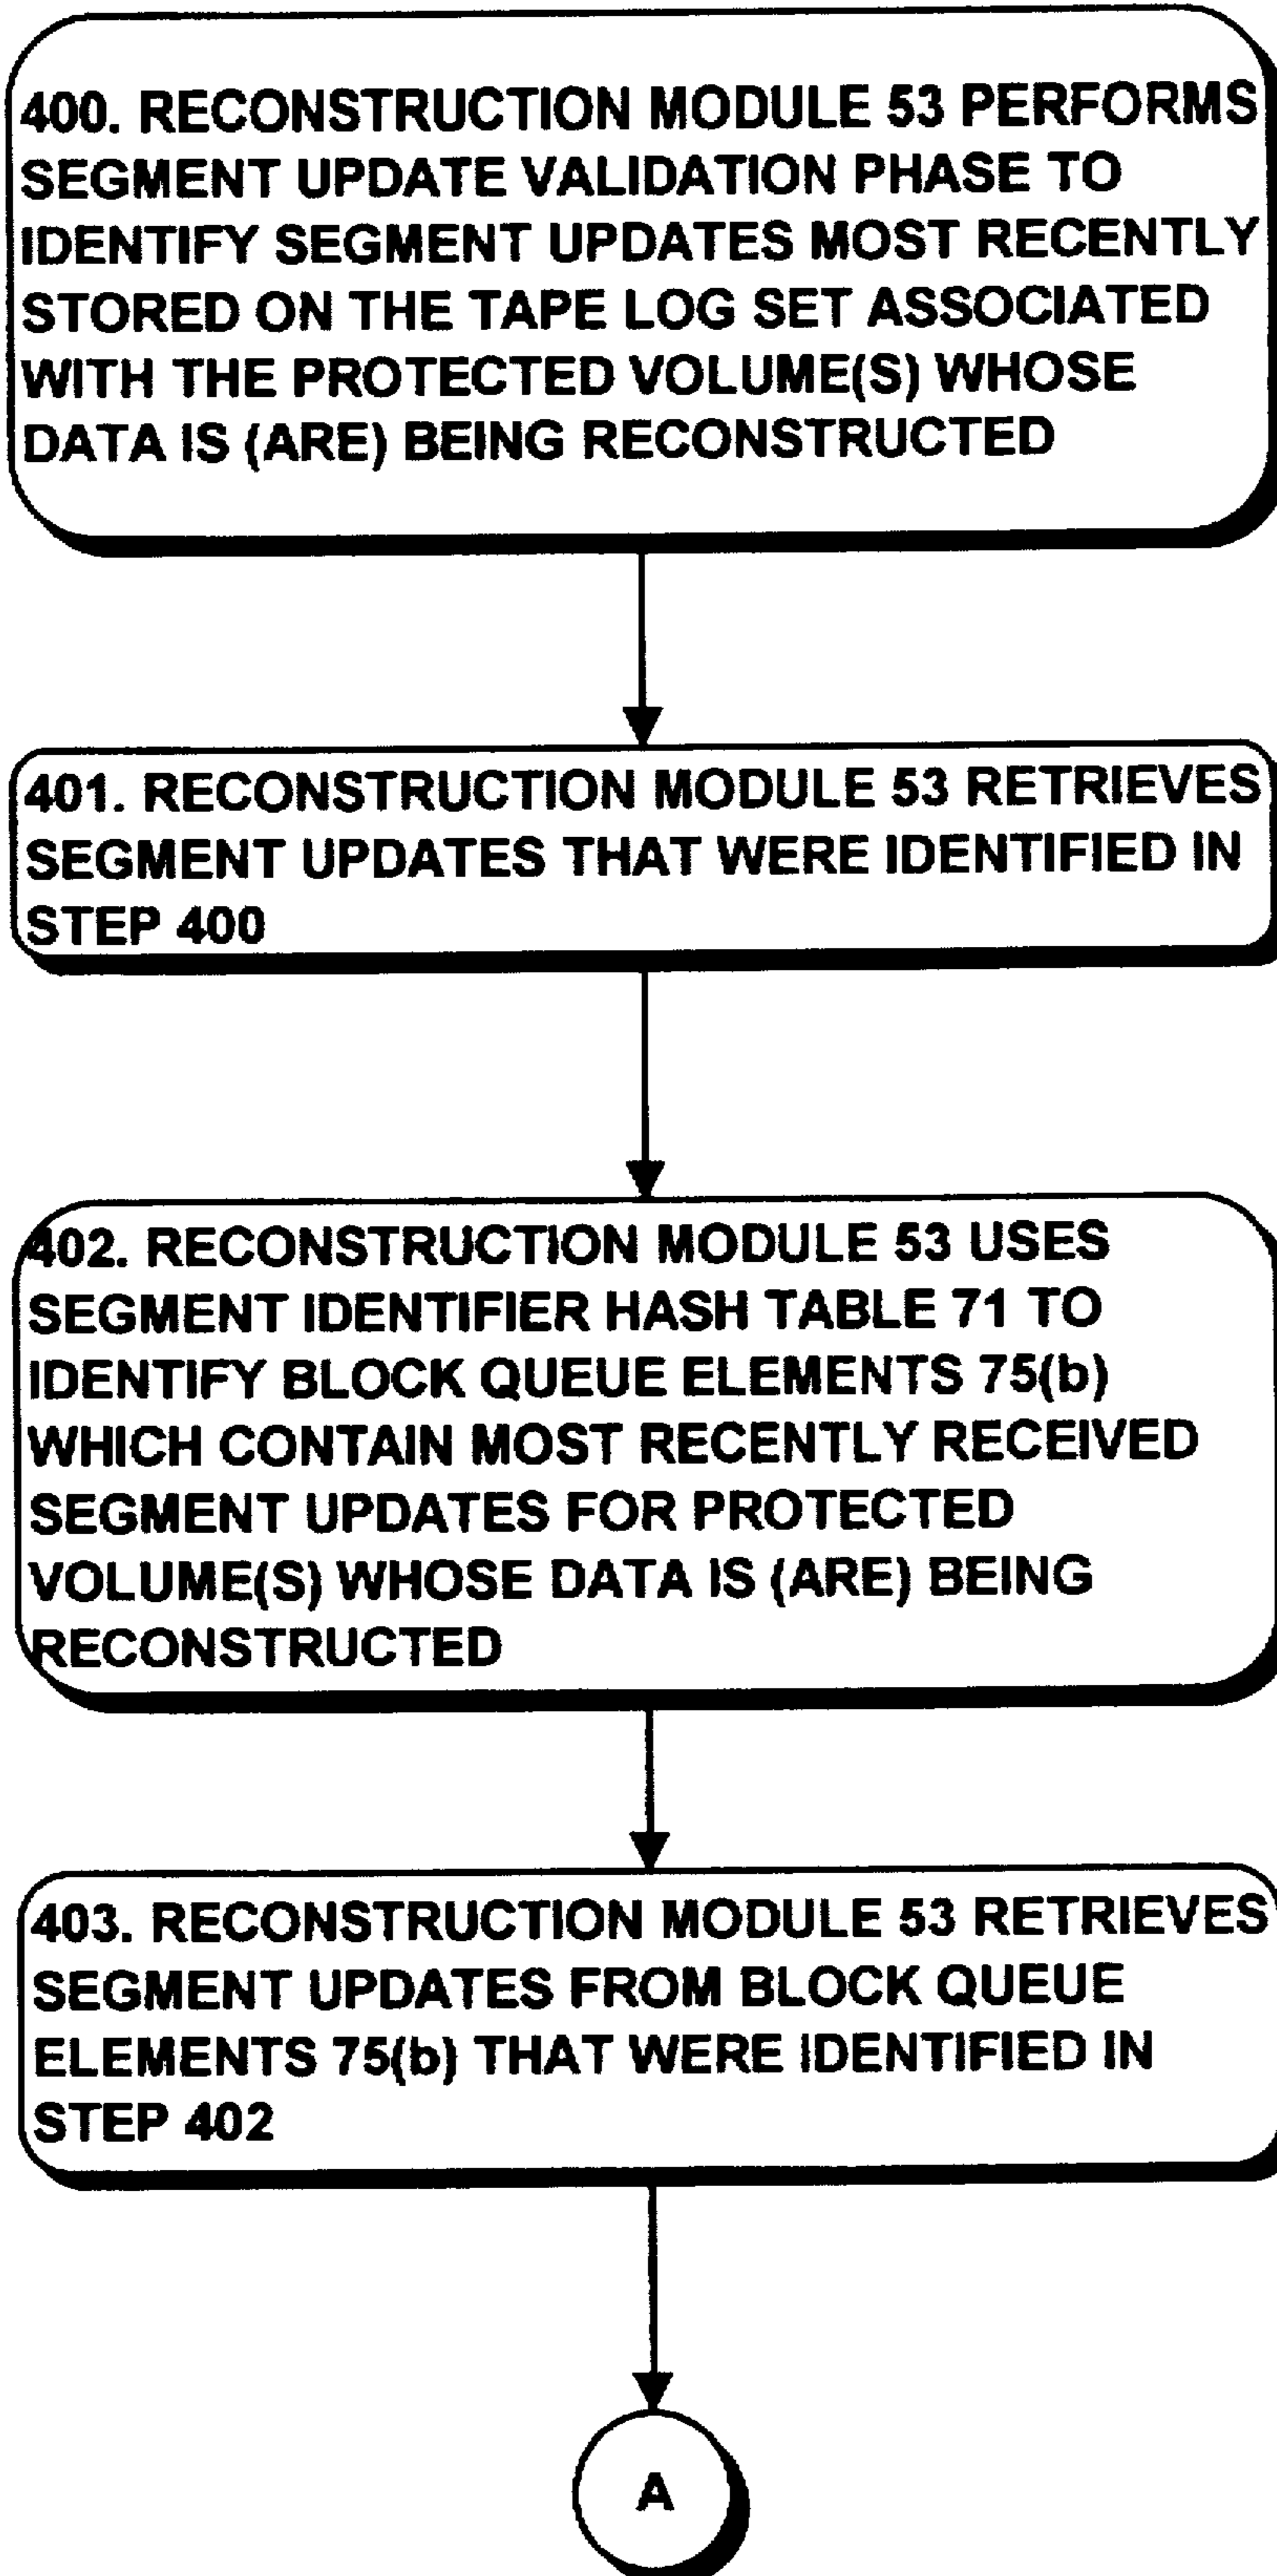 400. RECONSTRUCTION MODULE 53 PERFORMS
SEGMENT UPDATE VALIDATION PHASE TO
IDENTIFY SEGMENT UPDATES MOST RECENTLY
STORED ON THE TAPE LOG SET ASSOCIATED
WITH THE PROTECTED VOLUME(S) WHOSE
DATA IS (ARE) BEING RECONSTRUCTED
401. RECONSTRUCTION MODULE 53 RETRIEVES
SEGMENT UPDATES THAT WERE IDENTIFIED IN
STEP 400
402. RECONSTRUCTION MODULE 53 USES
SEGMENT IDENTIFIER HASH TABLE 71 TO
IDENTIFY BLOCK QUEUE ELEMENTS 75(b)
WHICH CONTAIN MOST RECENTLY RECEIVED
SEGMENT UPDATES FOR PROTECTED
VOLUME(S) WHOSE DATA IS (ARE) BEING
RECONSTRUCTED
403. RECONSTRUCTION MODULE 53 RETRIEVES
SEGMENT UPDATES FROM BLOCK QUEUE
ELEMENTS 75(b) THAT WERE IDENTIFIED IN
STEP 402
A